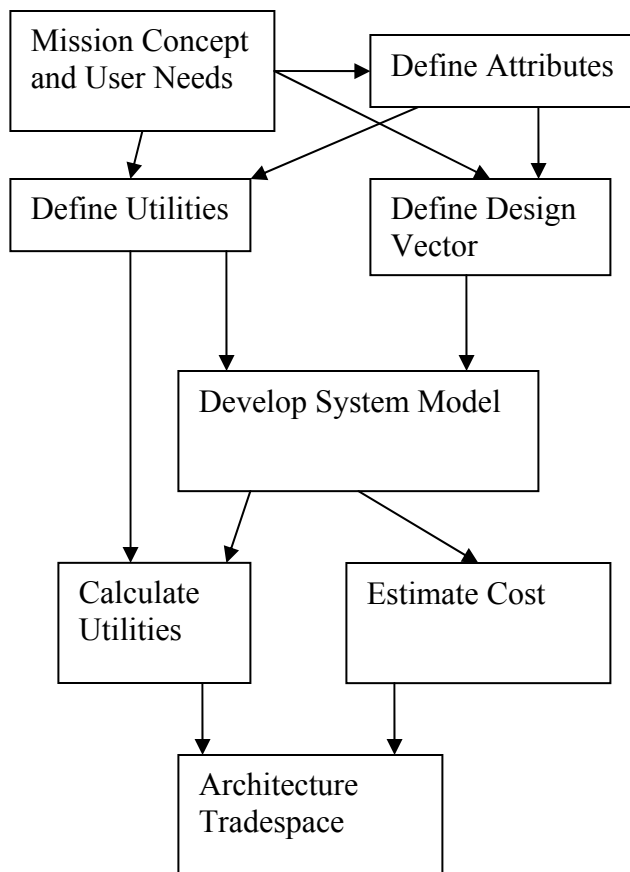 Mission Concept
and User Needs
Define Attributes
Define Utilities
Define Design
Vector
Develop System Model
Calculate
Utilities
Estimate Cost
Architecture
Tradespace